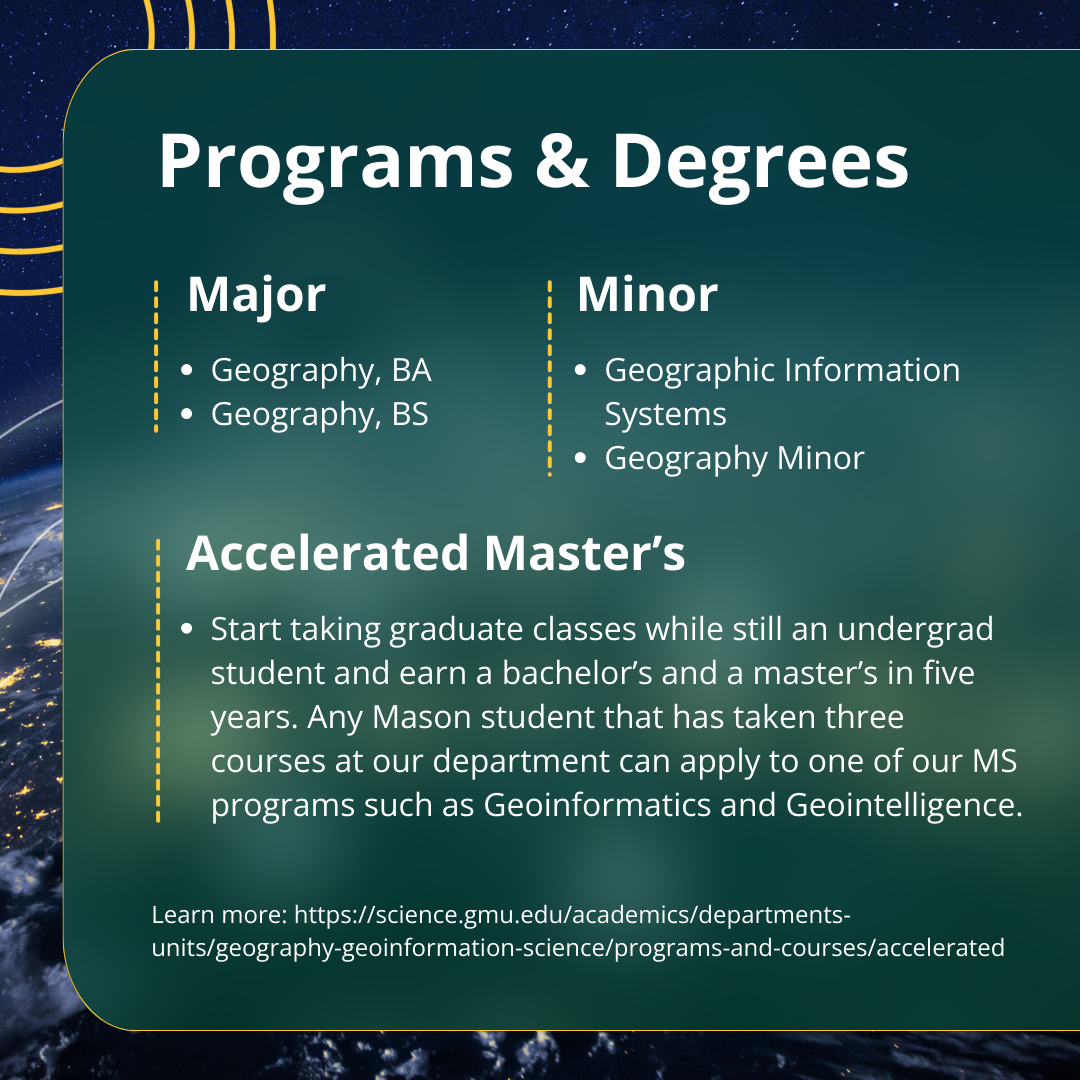 Programs & Degrees
Major
• Geography, BA
• Geography, BS
Minor
• Geographic Information
Systems
• Geography Minor
Accelerated Master’s
• Start taking graduate classes while still an undergrad
student and earn a bachelor’s and a master’s in five
years. Any Mason student that has taken three
courses at our department can apply to one of our MS
programs such as Geoinformatics and Geointelligence.
Learn more: https://science.gmu.edu/academics/departments-
units/geography-geoinformation-science/programs-and-courses/accelerated